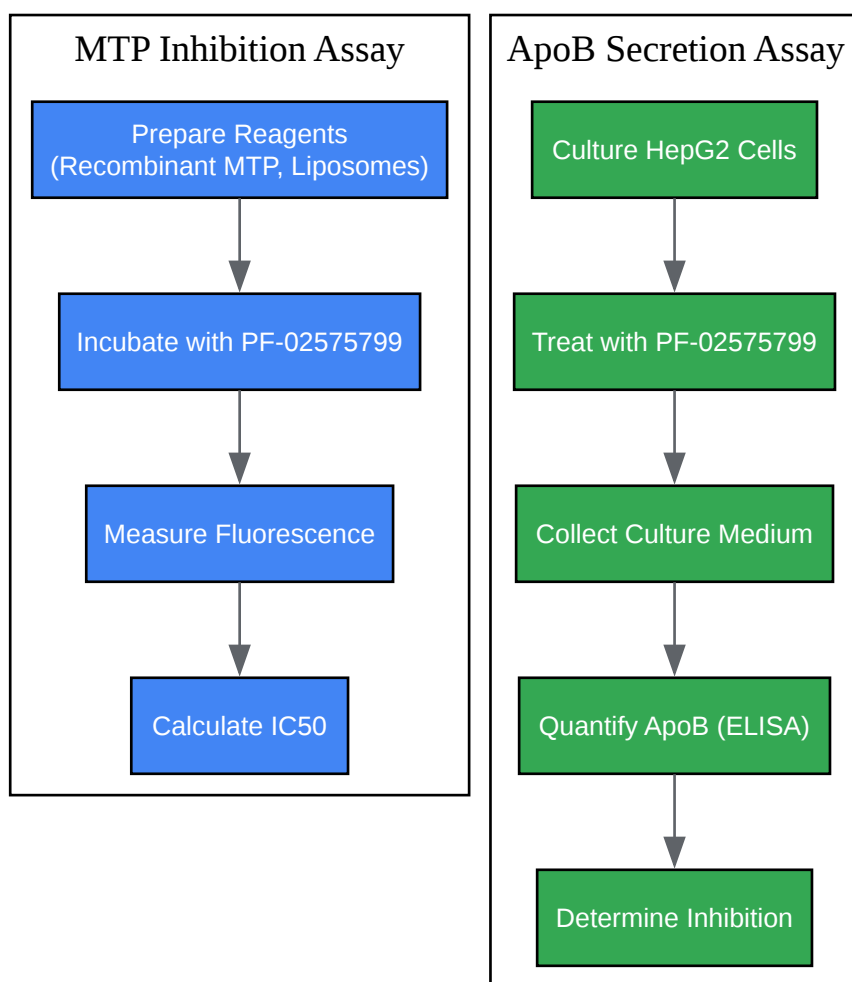 MTP Inhibition Assay
Prepare Reagents
(Recombinant MTP, Liposomes)
Incubate with PF-02575799
Measure Fluorescence
Calculate IC50
ApoB Secretion Assay
Culture HepG2 Cells
Treat with PF-02575799
Collect Culture Medium
Quantify ApoB (ELISA)
Determine Inhibition